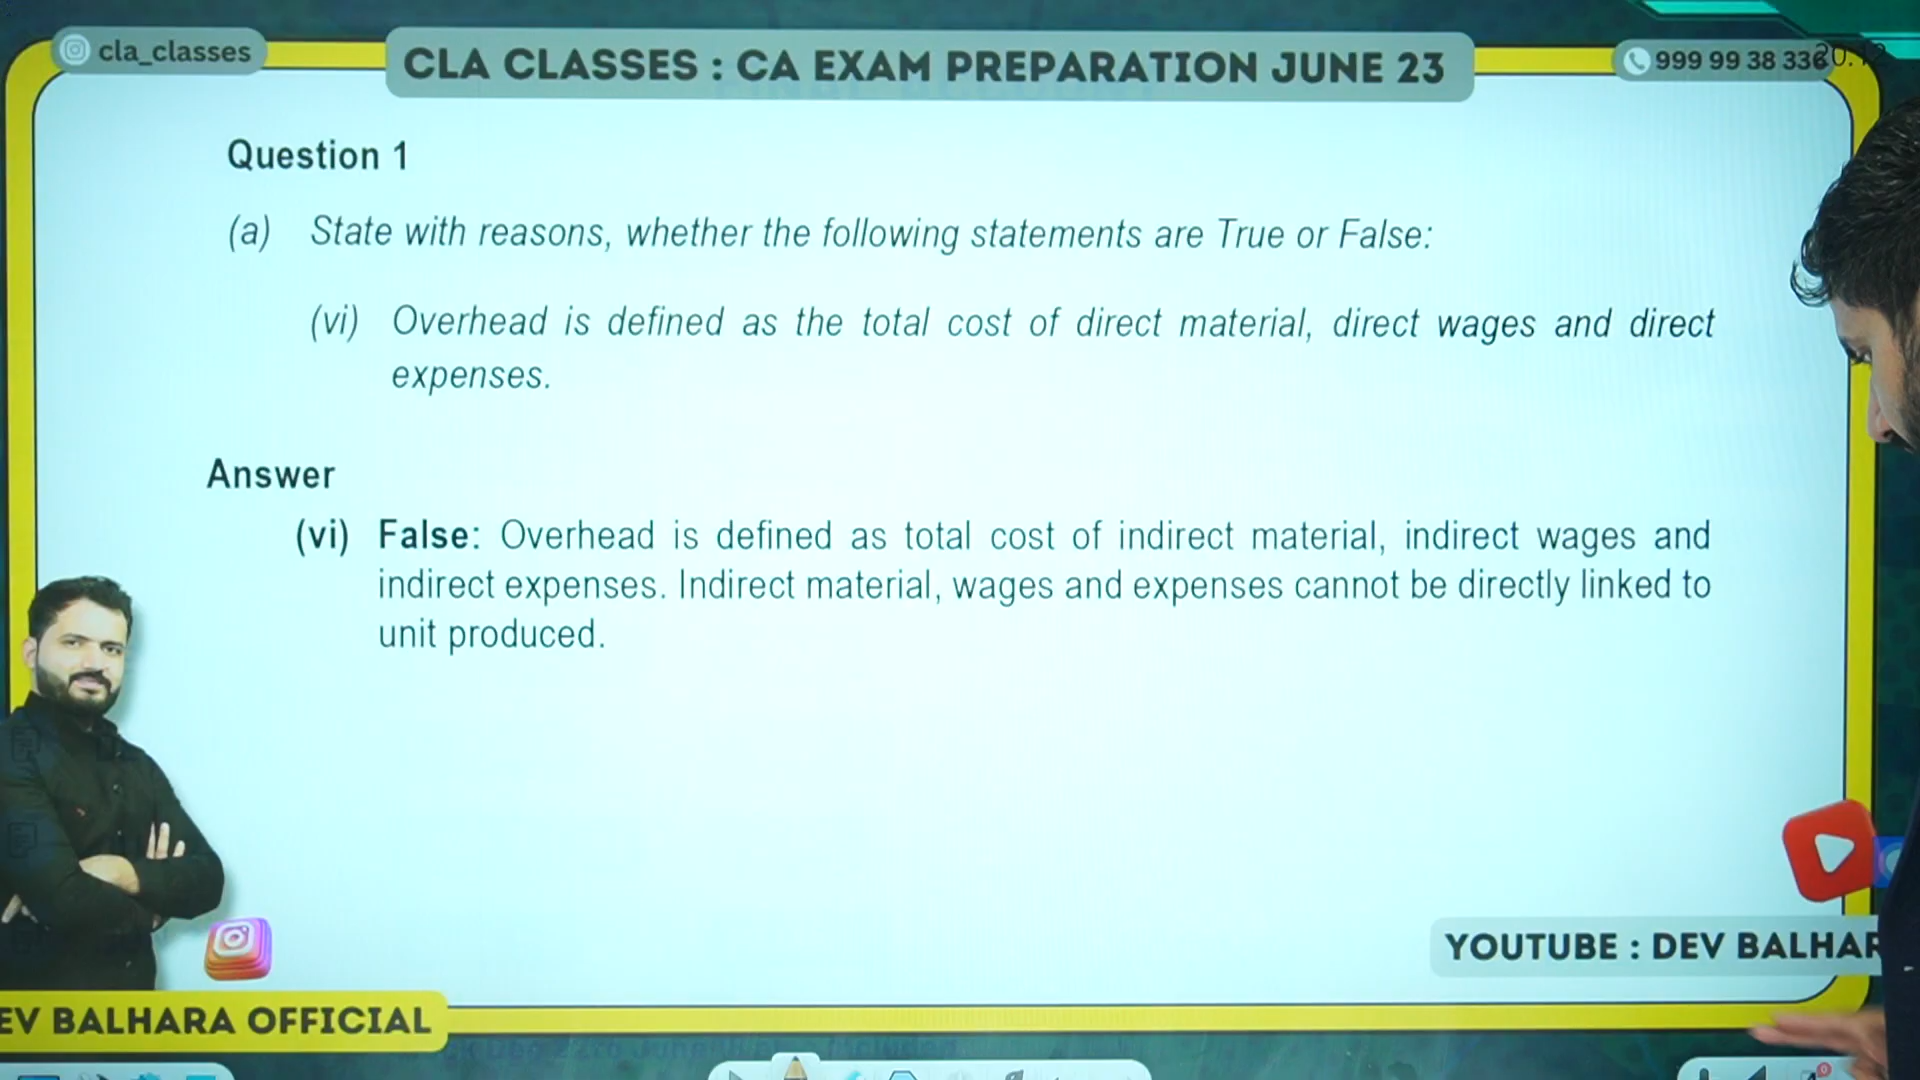 cla_classes
CLA CLASSES : CA EXAM PREPARATION JUNE 23
999 99 38 336
Question 1
(a) State with reasons, whether the following statements are True or False:
(vi) Overhead is defined as the total cost of direct material, direct wages and direct
expenses.
Answer
(vi) False: Overhead is defined as total cost of indirect material, indirect wages and
indirect expenses. Indirect material, wages and expenses cannot be directly linked to
unit produced.
YOUTUBE : DEV BALHAR
EV BALHARA OFFICIAL